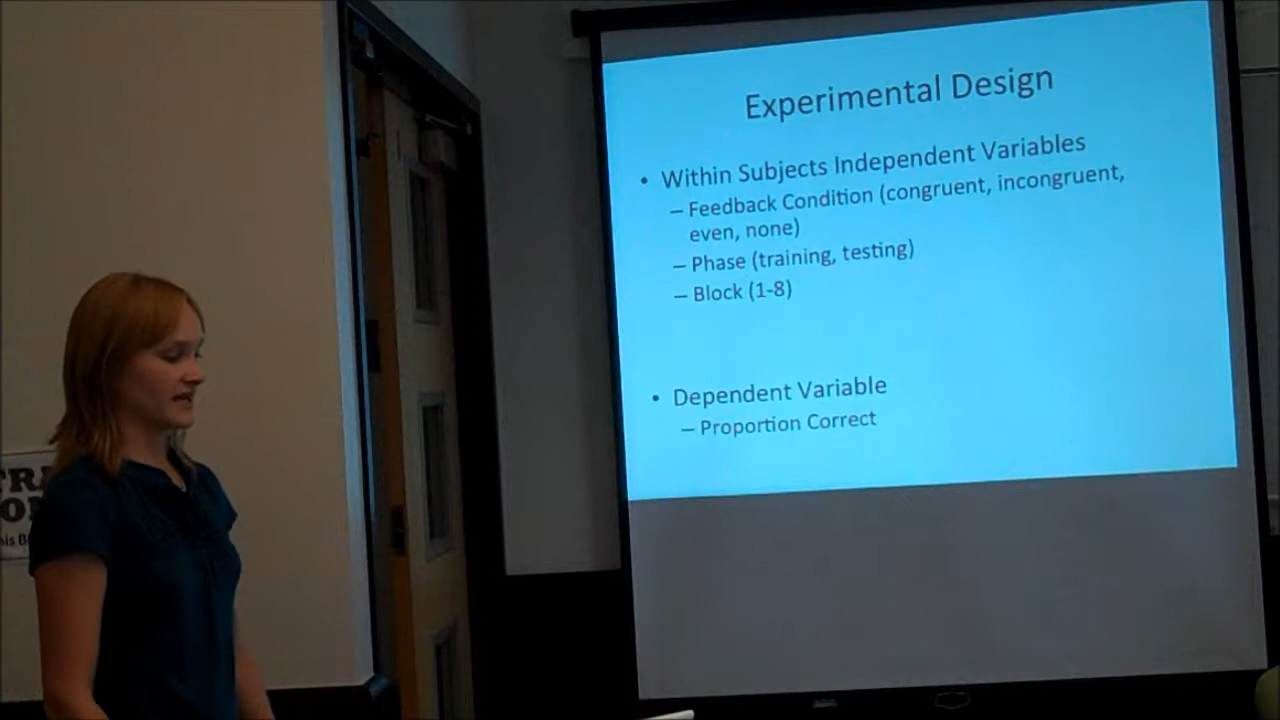 Experimental Design
• Within Subjects Independent Variables
– Feedback Condition (congruent, incongruent,
even, none)
– Phase (training, testing)
– Block (1-8)
• Dependent Variable
– Proportion Correct